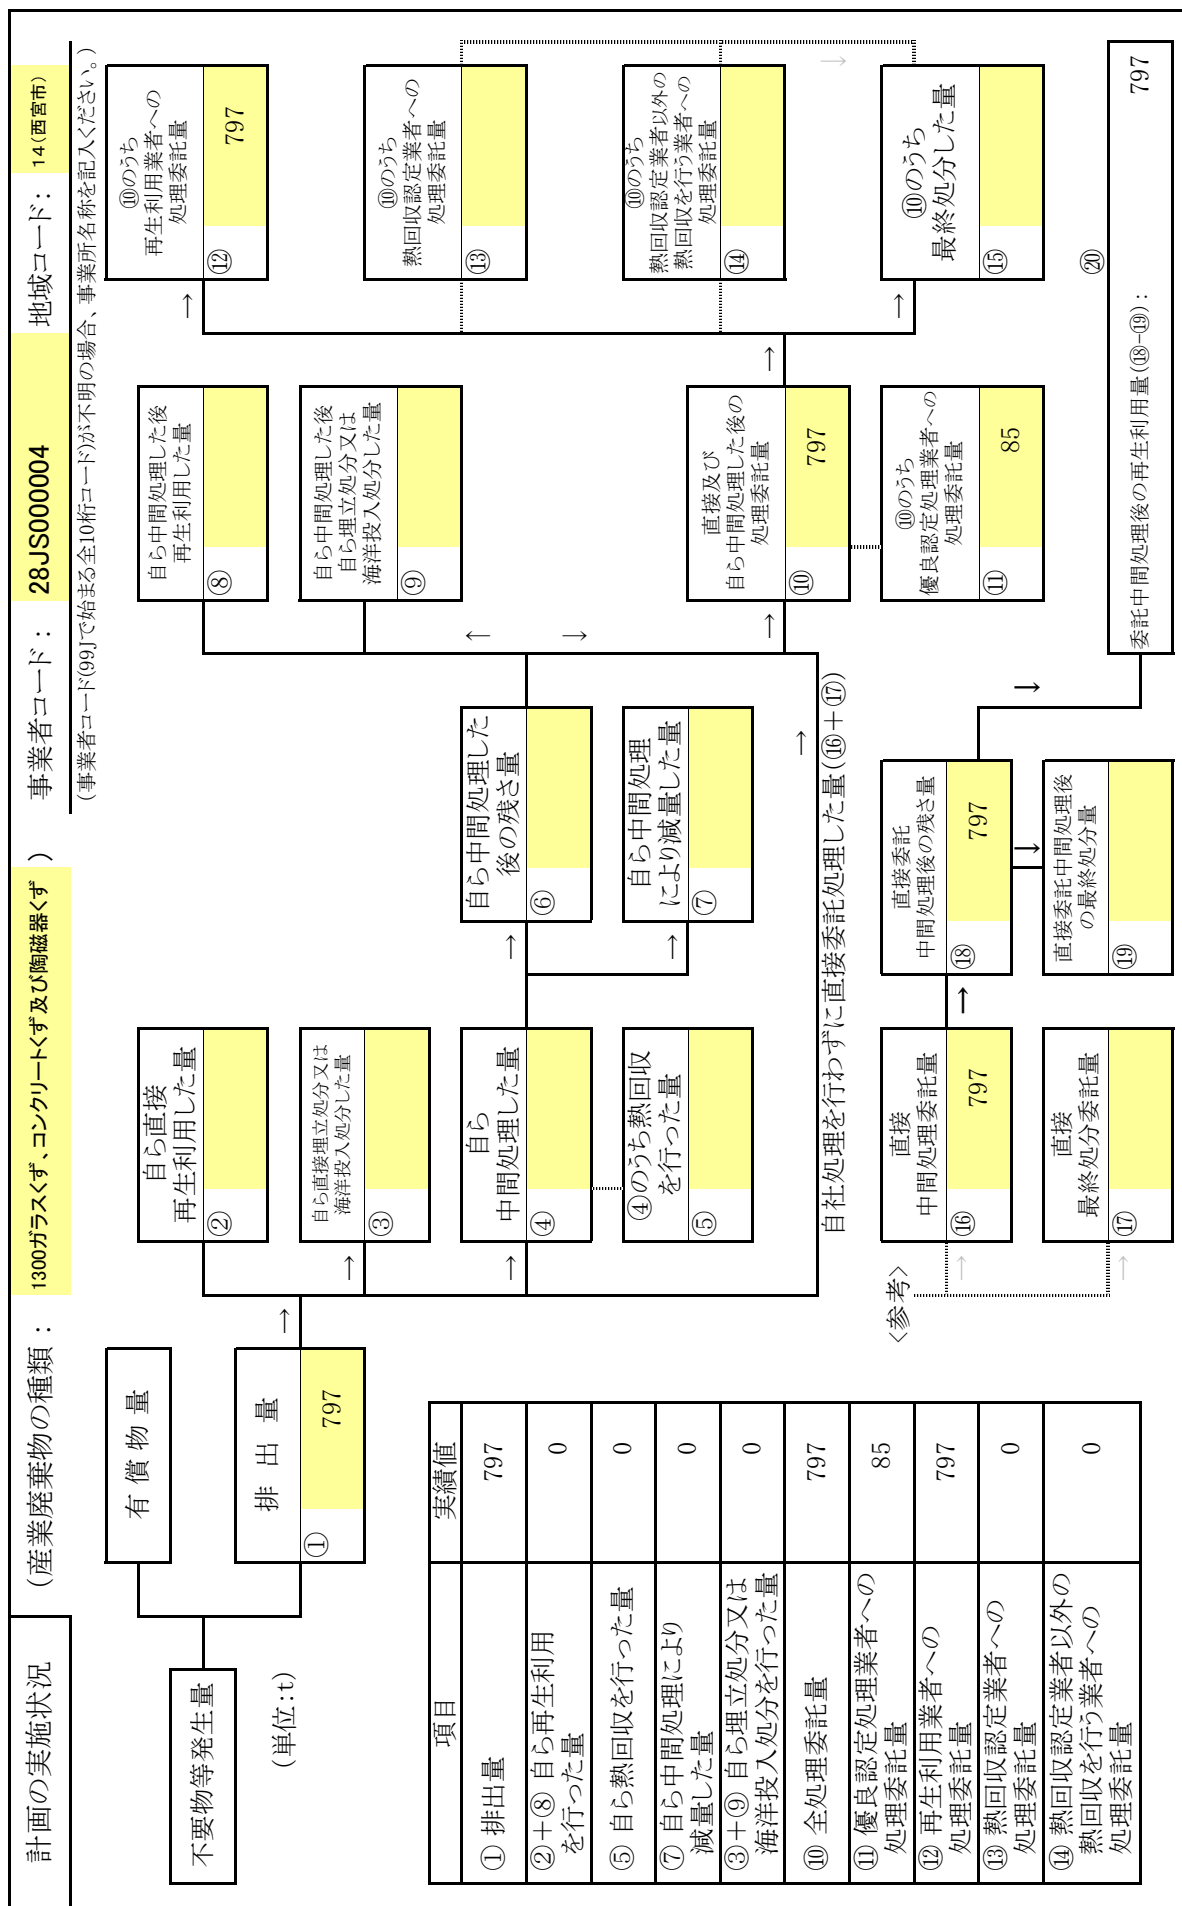 計画の実施状況
(産業廃棄物の種類：
1300ガラスくず、コンクリートくず及び陶磁器くず
)
事業者コード：
28JS000004
地域コード：
14(西宮市)
(事業者コード(99Jで始まる全10桁コード)が不明の場合、事業所名称を記入ください。)
不要物等発生量
(単位:t)
有 償 物 量
排 出 量
①
797
→
自ら直接
再生利用した量
②
→
自ら直接埋立処分又は
海洋投入処分した量
③
→
自ら
中間処理した量
④
④のうち熱回収
を行った量
⑤
→
自ら中間処理した
後の残さ量
⑥
→
自ら中間処理
により減量した量
⑦
自ら中間処理した後
再生利用した量
⑧
自ら中間処理した後
自ら埋立処分又は
海洋投入処分した量
⑨
↑
↓
→
直接及び
自ら中間処理した後の
処理委託量
⑩
797
⑩のうち
優良認定処理業者への
処理委託量
⑪
85
→
→
⑩のうち
再生利用業者への
処理委託量
⑫
797
⑩のうち
熱回収認定業者への
処理委託量
⑬
⑩のうち
熱回収認定業者以外の
熱回収を行う業者への
処理委託量
⑭
↓
→
⑩のうち
最終処分した量
⑮
→
自社処理を行わずに直接委託処理した量(⑯＋⑰)
<参考>
→
直接
中間処理委託量
⑯
797
→
直接
最終処分委託量
⑰
→
直接委託
中間処理後の残さ量
⑱
797
↓
直接委託中間処理後
の最終処分量
⑲
↓
⑳
委託中間処理後の再生利用量(⑱-⑲)：
797
項目
実績値
① 排出量
797
②＋⑧ 自ら再生利用
を行った量
0
⑤ 自ら熱回収を行った量
0
⑦ 自ら中間処理により
減量した量
0
③＋⑨ 自ら埋立処分又は
海洋投入処分を行った量
0
⑩ 全処理委託量
797
⑪ 優良認定処理業者への
処理委託量
85
⑫ 再生利用業者への
処理委託量
797
⑬ 熱回収認定業者への
処理委託量
0
⑭ 熱回収認定業者以外の
熱回収を行う業者への
処理委託量
0